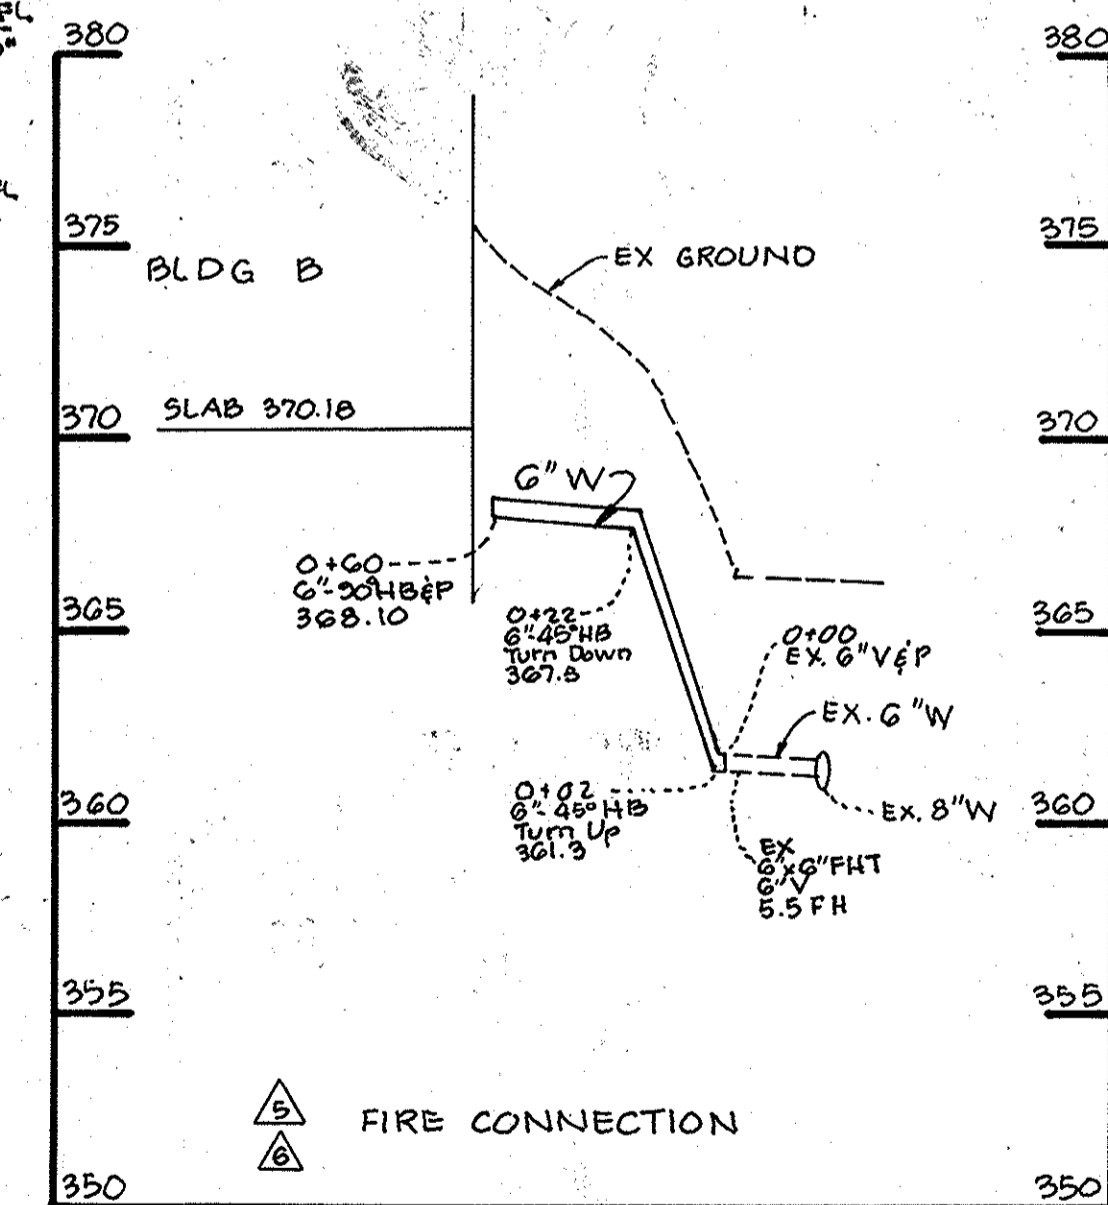 380
380
375
375
BLDG B
EX GROUND
SLAB 370.18
370
370
6" W
0+60
6"-90° HB&P
368.10
365
365
0+22
6"-45° HB
Turn Down
367.8
0+00
EX. 6" V&P
EX. 6" W
0+02
6"-45° HB
Turn Up
361.3
360
360
EX. 8" W
EX
6"x6" FHT
6" V
5.5 FH
355
355
5
FIRE CONNECTION
6
350
350